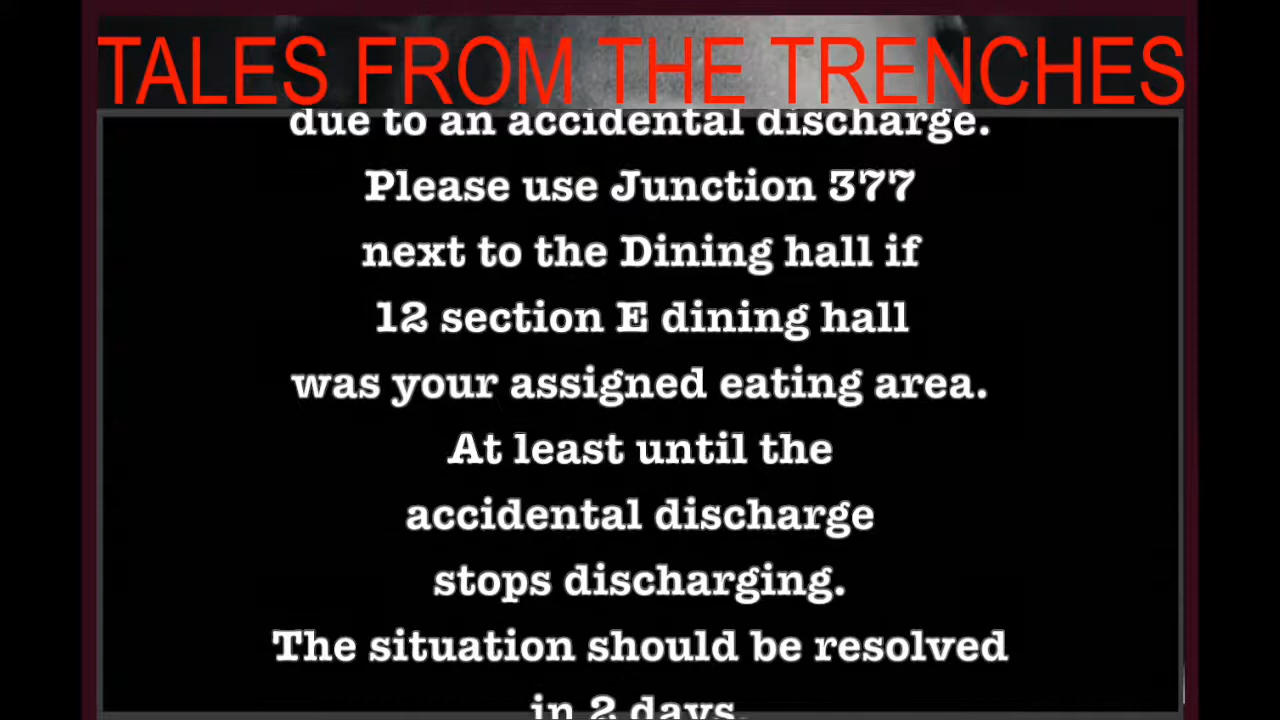 TALES FROM THE TRENCHES
due to an accidental discharge.
Please use Junction 377
next to the Dining hall if
12 section E dining hall
was your assigned eating area.
At least until the
accidental discharge
stops discharging.
The situation should be resolved
in 2 days.